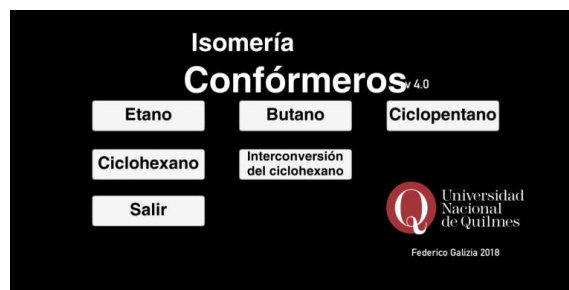 Isomería
Confórmeros v 4.0
Etano
Butano
Ciclopentano
Ciclohexano
Interconversión
del ciclohexano
Salir
Q
Universidad
Nacional
de Quilmes
Federico Galizia 2018